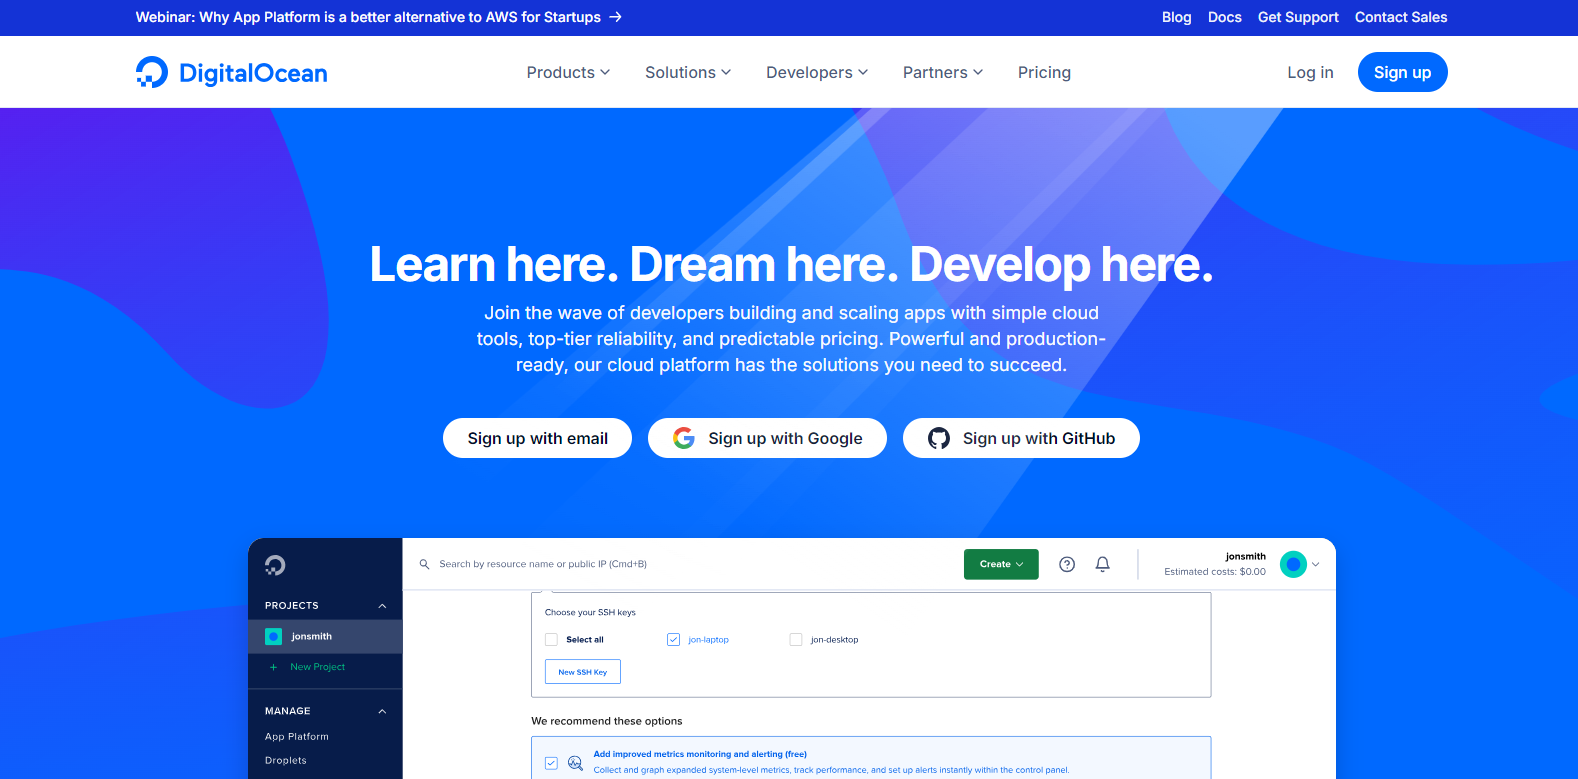 Webinar: Why App Platform is a better alternative to AWS for Startups →
Blog Docs Get Support Contact Sales
DigitalOcean
Products Solutions Developers Partners Pricing
Log in Sign up
Learn here. Dream here. Develop here.
Join the wave of developers building and scaling apps with simple cloud
tools, top-tier reliability, and predictable pricing. Powerful and production-
ready, our cloud platform has the solutions you need to succeed.
Sign up with email Sign up with Google Sign up with GitHub
Search by resource name or public IP (Cmd+B)
Create
jonsmith
Estimated costs: $0.00
PROJECTS
jonsmith
+ New Project
MANAGE
App Platform
Droplets
Choose your SSH keys
Select all jon-laptop jon-desktop
New SSH Key
We recommend these options
Add improved metrics monitoring and alerting (free)
Collect and graph expanded system-level metrics, track performance, and set up alerts instantly within the control panel.